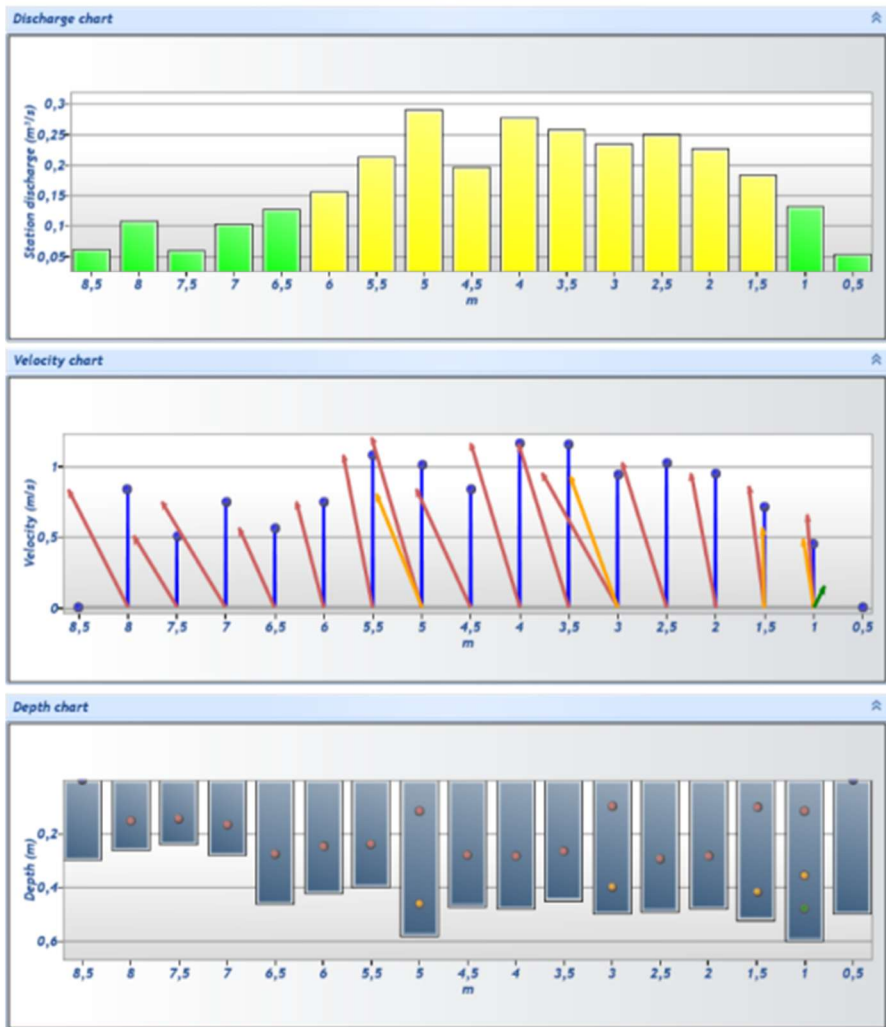 Discharge chart
Station discharge (m³/s)
0,3
0,25
0,2
0,15
0,1
0,05
8,5 8 7,5 7 6,5 6 5,5 5 4,5 4 3,5 3 2,5 2 1,5 1 0,5
m
Velocity chart
Velocity (m/s)
1
0,5
0
8,5 8 7,5 7 6,5 6 5,5 5 4,5 4 3,5 3 2,5 2 1,5 1 0,5
m
Depth chart
Depth (m)
0,2
0,4
0,6
8,5 8 7,5 7 6,5 6 5,5 5 4,5 4 3,5 3 2,5 2 1,5 1 0,5
m